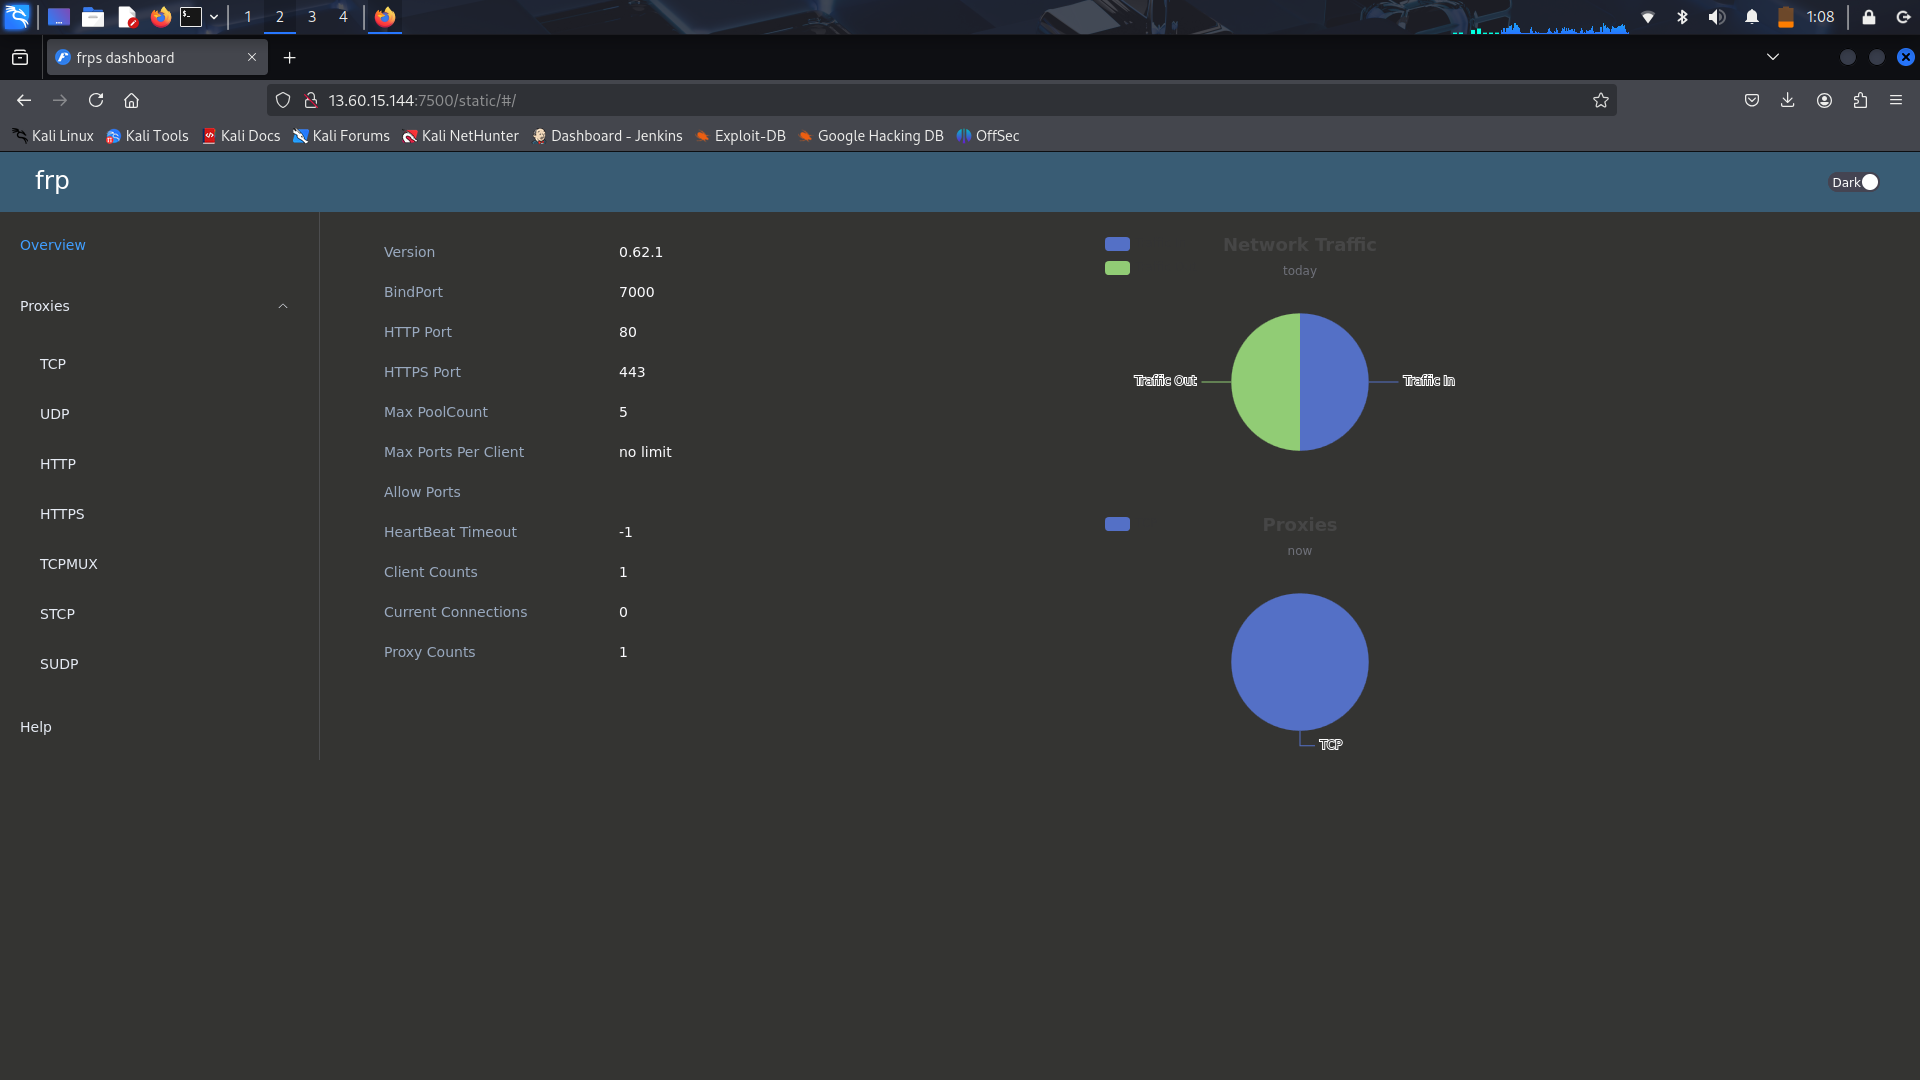 1 2 3 4 1:08
frps dashboard
13.60.15.144:7500/static/#/
Kali Linux Kali Tools Kali Docs Kali Forums Kali NetHunter Dashboard - Jenkins Exploit-DB Google Hacking DB OffSec
frp
Dark
Overview
Proxies
TCP
UDP
HTTP
HTTPS
TCPMUX
STCP
SUDP
Help
Version 0.62.1
BindPort 7000
HTTP Port 80
HTTPS Port 443
Max PoolCount 5
Max Ports Per Client no limit
Allow Ports
HeartBeat Timeout -1
Client Counts 1
Current Connections 0
Proxy Counts 1
Network Traffic
today
Traffic Out Traffic In
Proxies
now
TCP